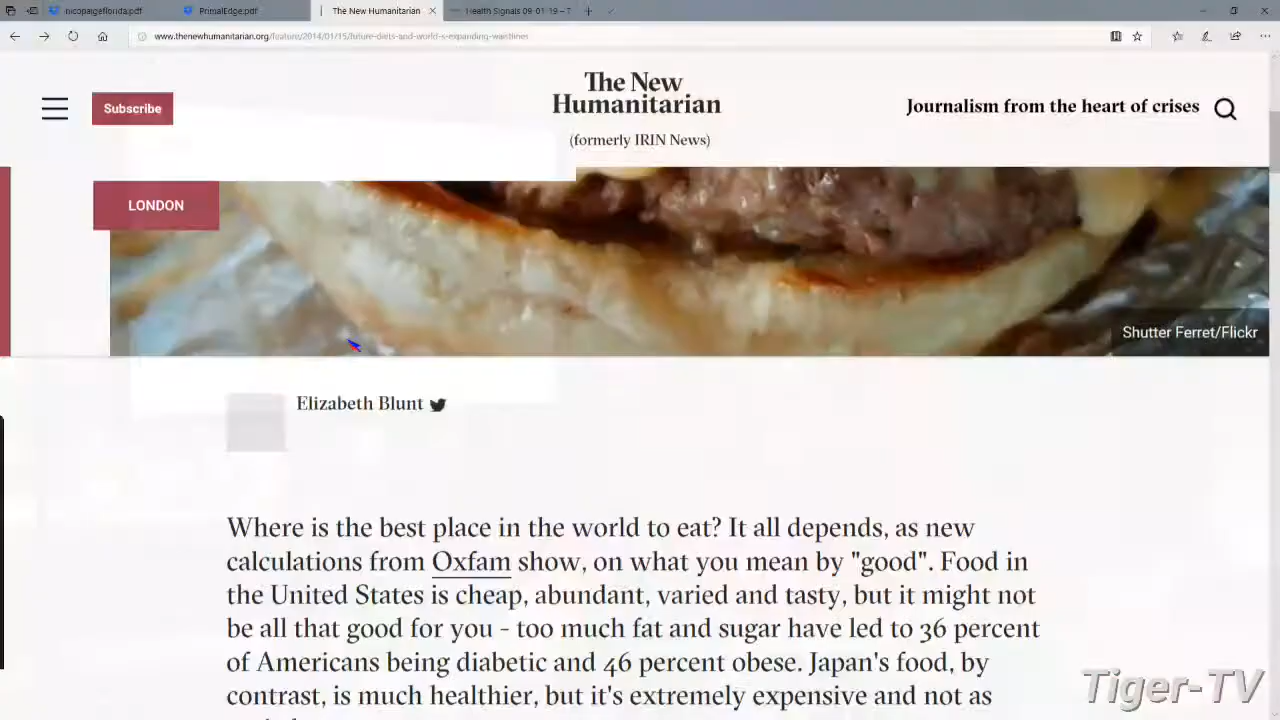 nicopageflorida.pdf
PrimalEdge.pdf
The New Humanitarian
Health Signals 09-01-19 – T
www.thenewhumanitarian.org/feature/2014/01/15/future-diets-and-world-s-expanding-waistlines
Subscribe
The New
Humanitarian
(formerly IRIN News)
Journalism from the heart of crises
LONDON
Shutter Ferret/Flickr
Elizabeth Blunt
Where is the best place in the world to eat? It all depends, as new
calculations from Oxfam show, on what you mean by "good". Food in
the United States is cheap, abundant, varied and tasty, but it might not
be all that good for you - too much fat and sugar have led to 36 percent
of Americans being diabetic and 46 percent obese. Japan's food, by
contrast, is much healthier, but it's extremely expensive and not as
Tiger-TV